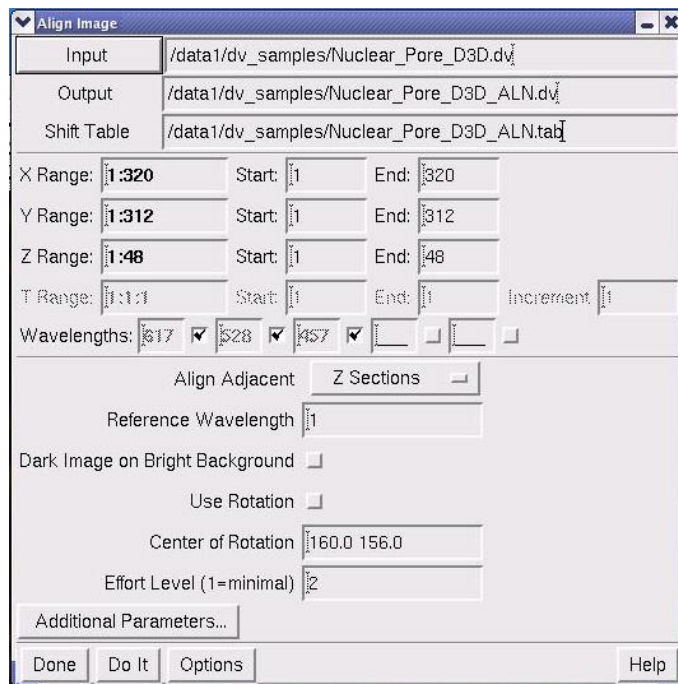 Align Image
Input /data1/dv_samples/Nuclear_Pore_D3D.dv
Output /data1/dv_samples/Nuclear_Pore_D3D_ALN.dv
Shift Table /data1/dv_samples/Nuclear_Pore_D3D_ALN.tab
X Range: 1:320 Start: 1 End: 320
Y Range: 1:312 Start: 1 End: 312
Z Range: 1:48 Start: 1 End: 48
T Range: 1:1:1 Start: 1 End: 1 Increment 1
Wavelengths: 617 528 457 ___ ___
Align Adjacent Z Sections
Reference Wavelength 1
Dark Image on Bright Background
Use Rotation
Center of Rotation 160.0 156.0
Effort Level (1=minimal) 2
Additional Parameters...
Done Do It Options Help